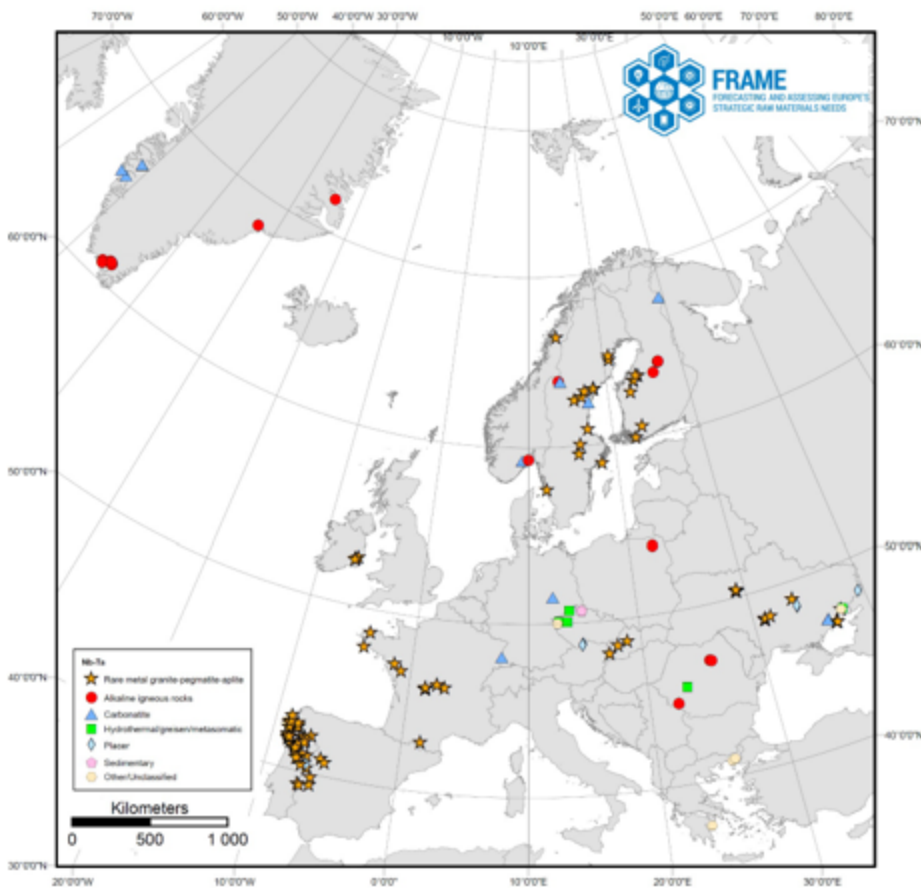 70°0'0"W 60°0'0"W 50°0'0"W 40°0'0"W 30°0'0"W 10°0'0"W 10°0'0"E 30°0'0"E 50°0'0"E 60°0'0"E 70°0'0"E 80°0'0"E
FRAME
FORECASTING AND ASSESSING EUROPE'S
STRATEGIC RAW MATERIALS NEEDS
70°0'0"N
60°0'0"N
60°0'0"N
50°0'0"N
50°0'0"N
40°0'0"N
40°0'0"N
30°0'0"N
Nb-Ta
Rare metal granite-pegmatite-aplite
Alkaline igneous rocks
Carbonatite
Hydrothermal/greisen/metasomatic
Placer
Sedimentary
Other/Unclassified
Kilometers
0 500 1 000
20°0'0"W 10°0'0"W 0°0'0"E 10°0'0"E 20°0'0"E 30°0'0"E